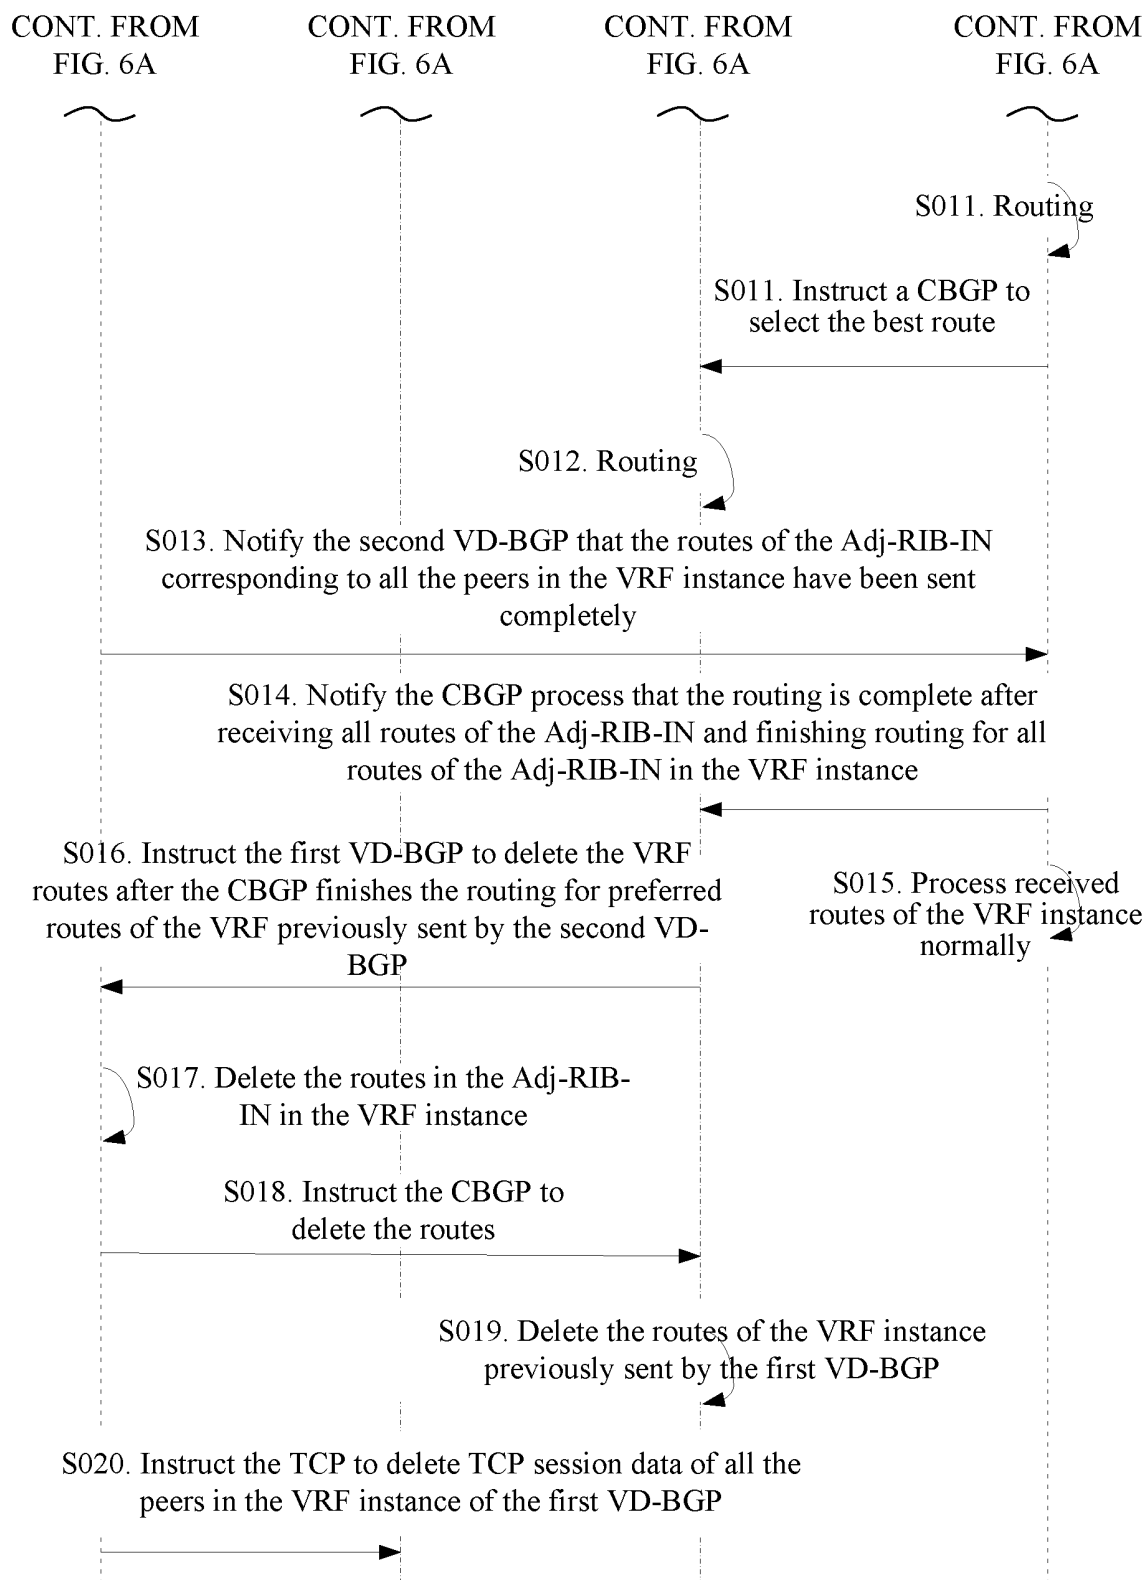 CONT. FROM
FIG. 6A
CONT. FROM
FIG. 6A
CONT. FROM
FIG. 6A
CONT. FROM
FIG. 6A
S011. Routing
S011. Instruct a CBGP to
select the best route
S012. Routing
S013. Notify the second VD-BGP that the routes of the Adj-RIB-IN
corresponding to all the peers in the VRF instance have been sent
completely
S014. Notify the CBGP process that the routing is complete after
receiving all routes of the Adj-RIB-IN and finishing routing for all
routes of the Adj-RIB-IN in the VRF instance
S016. Instruct the first VD-BGP to delete the VRF
routes after the CBGP finishes the routing for preferred
routes of the VRF previously sent by the second VD-
BGP
S015. Process received
routes of the VRF instance
normally
S017. Delete the routes in the Adj-RIB-
IN in the VRF instance
S018. Instruct the CBGP to
delete the routes
S019. Delete the routes of the VRF instance
previously sent by the first VD-BGP
S020. Instruct the TCP to delete TCP session data of all the
peers in the VRF instance of the first VD-BGP